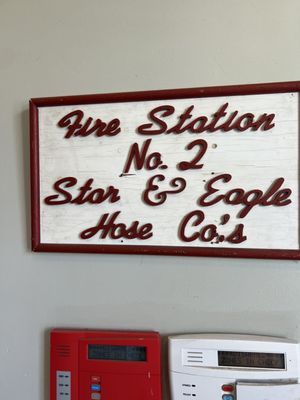 Fire Station
No. 2
Star & Eagle
Hose Co.'s